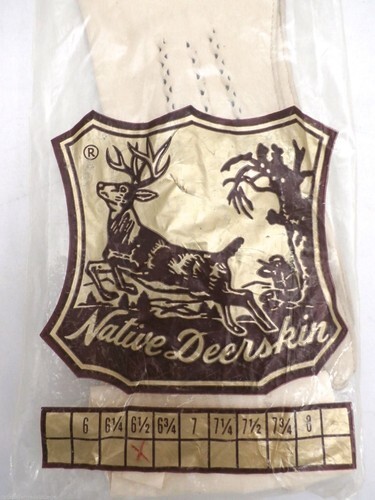 ®
Native Deerskin
6 6¼ 6½ 6¾ 7 7¼ 7½ 7¾ 8
X